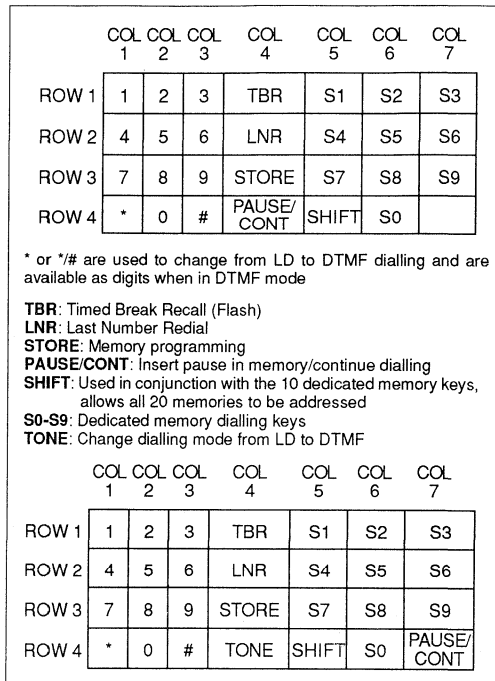 COL COL COL COL COL COL COL
1 2 3 4 5 6 7
ROW 1 1 2 3 TBR S1 S2 S3
ROW 2 4 5 6 LNR S4 S5 S6
ROW 3 7 8 9 STORE S7 S8 S9
ROW 4 * 0 # PAUSE/ CONT SHIFT S0
* or */# are used to change from LD to DTMF dialling and are
available as digits when in DTMF mode
TBR: Timed Break Recall (Flash)
LNR: Last Number Redial
STORE: Memory programming
PAUSE/CONT: Insert pause in memory/continue dialling
SHIFT: Used in conjunction with the 10 dedicated memory keys,
allows all 20 memories to be addressed
S0-S9: Dedicated memory dialling keys
TONE: Change dialling mode from LD to DTMF
COL COL COL COL COL COL COL
1 2 3 4 5 6 7
ROW 1 1 2 3 TBR S1 S2 S3
ROW 2 4 5 6 LNR S4 S5 S6
ROW 3 7 8 9 STORE S7 S8 S9
ROW 4 * 0 # TONE SHIFT S0 PAUSE/ CONT